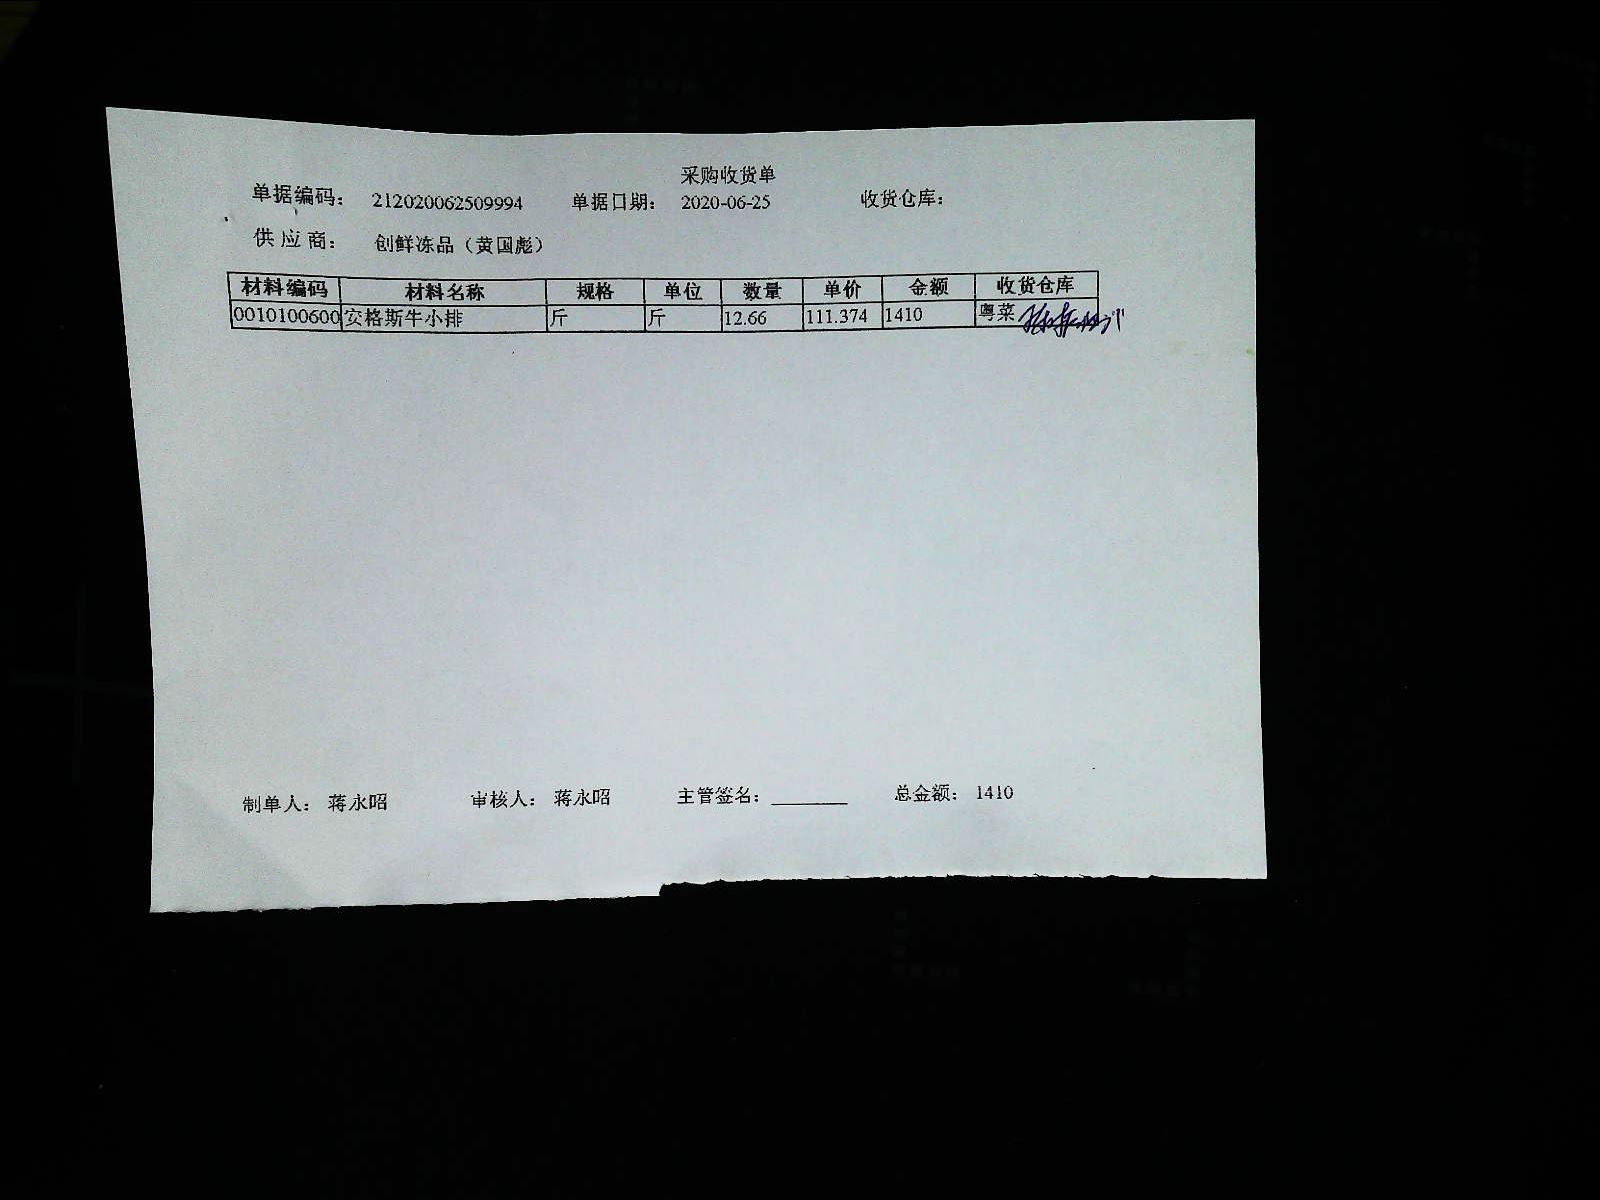 采购收货单
单据编码： 212020062509994 单据日期： 2020-06-25 收货仓库：
供应商： 创鲜冻品（黄国彪）
材料编码 材料名称 规格 单位 数量 单价 金额 收货仓库
0010100600 安格斯牛小排 斤 斤 12.66 111.374 1410 粤菜
制单人： 蒋永昭 审核人： 蒋永昭 主管签名： 总金额： 1410